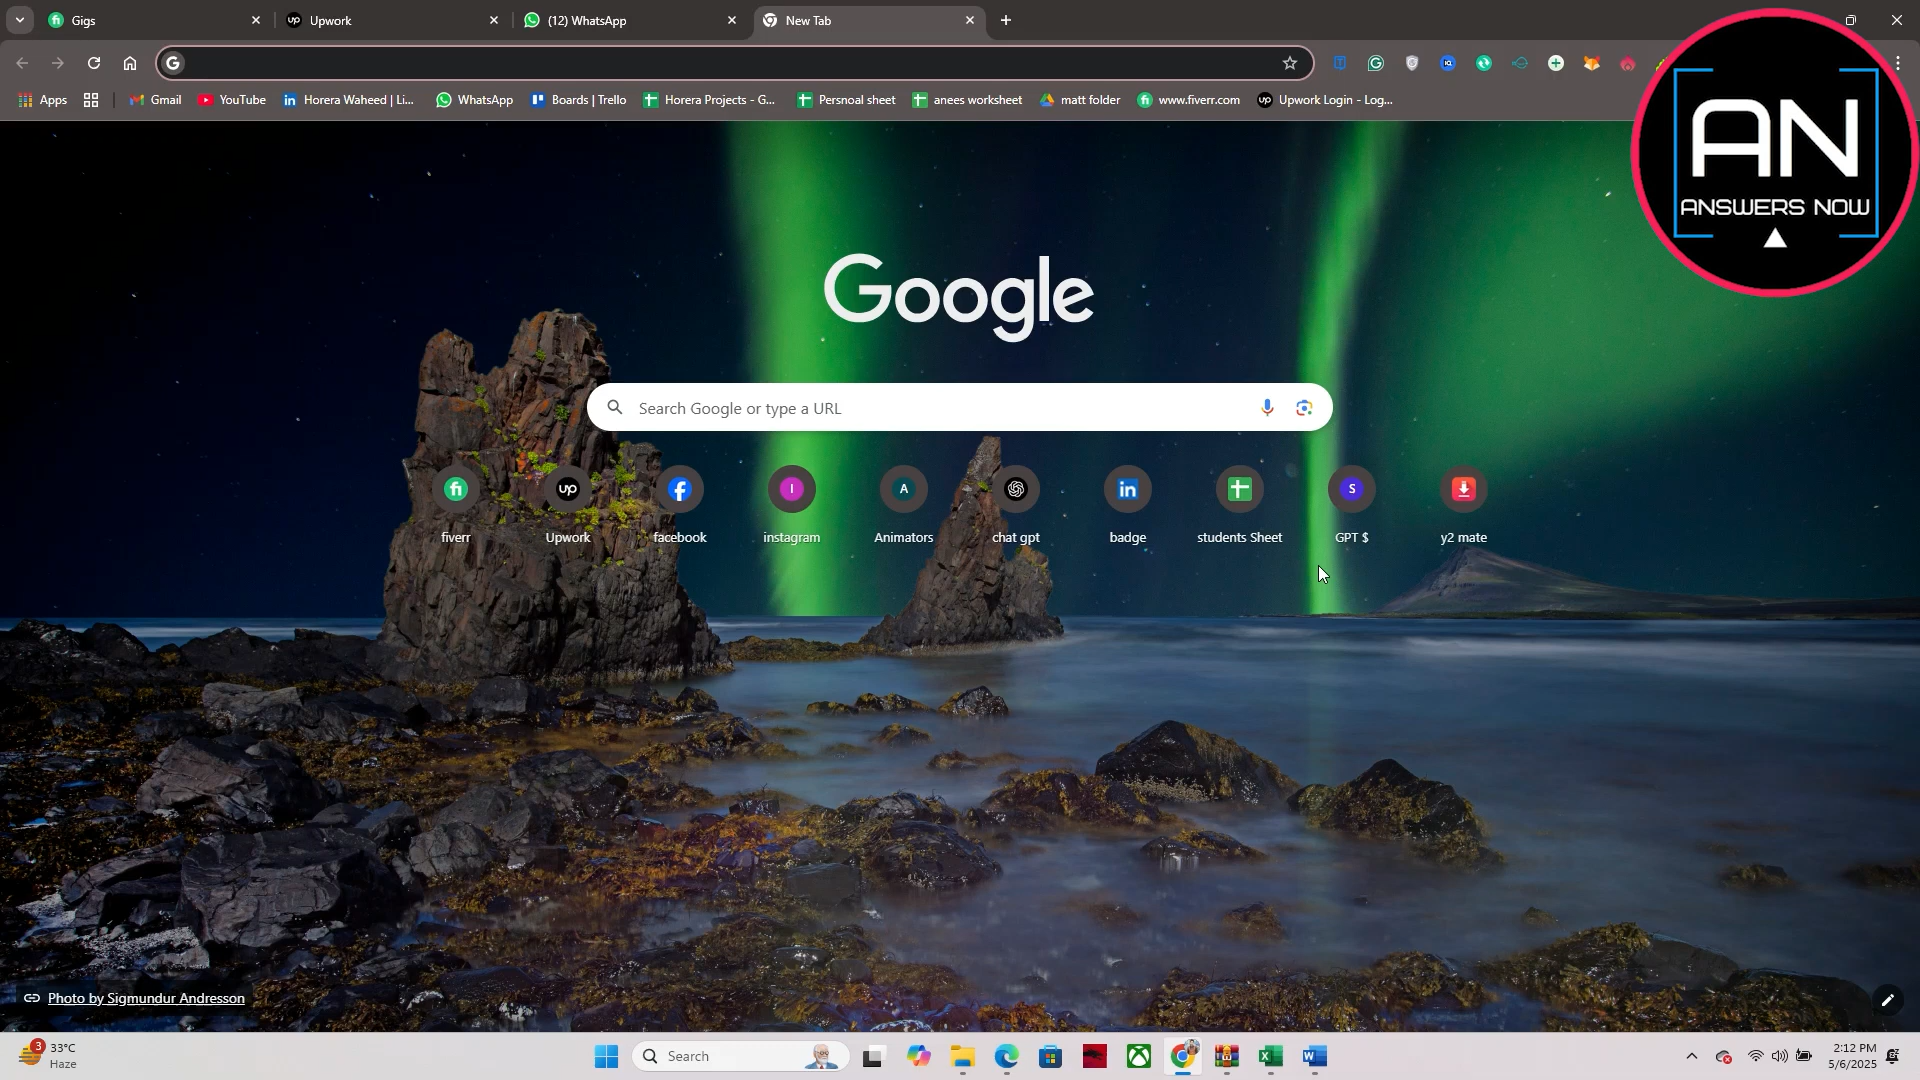 Gigs
Upwork
(12) WhatsApp
New Tab
Apps
Gmail
YouTube
Horera Waheed | Li...
WhatsApp
Boards | Trello
Horera Projects - G...
Persnoal sheet
anees worksheet
matt folder
www.fiverr.com
Upwork Login - Log...
AN
ANSWERS NOW
Google
Search Google or type a URL
fiverr
Upwork
facebook
instagram
Animators
chat gpt
badge
students Sheet
GPT $
y2 mate
Photo by Sigmundur Andresson
3
33°C
Haze
Search
2:12 PM
5/6/2025